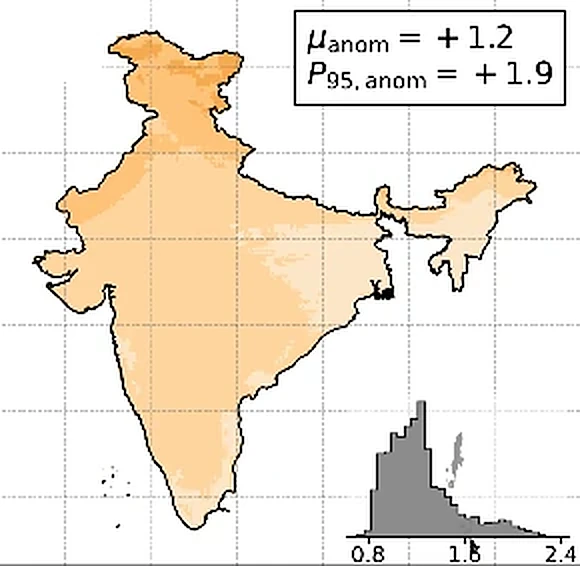 μanom = +1.2
P95, anom = +1.9
0.8 1.6 2.4